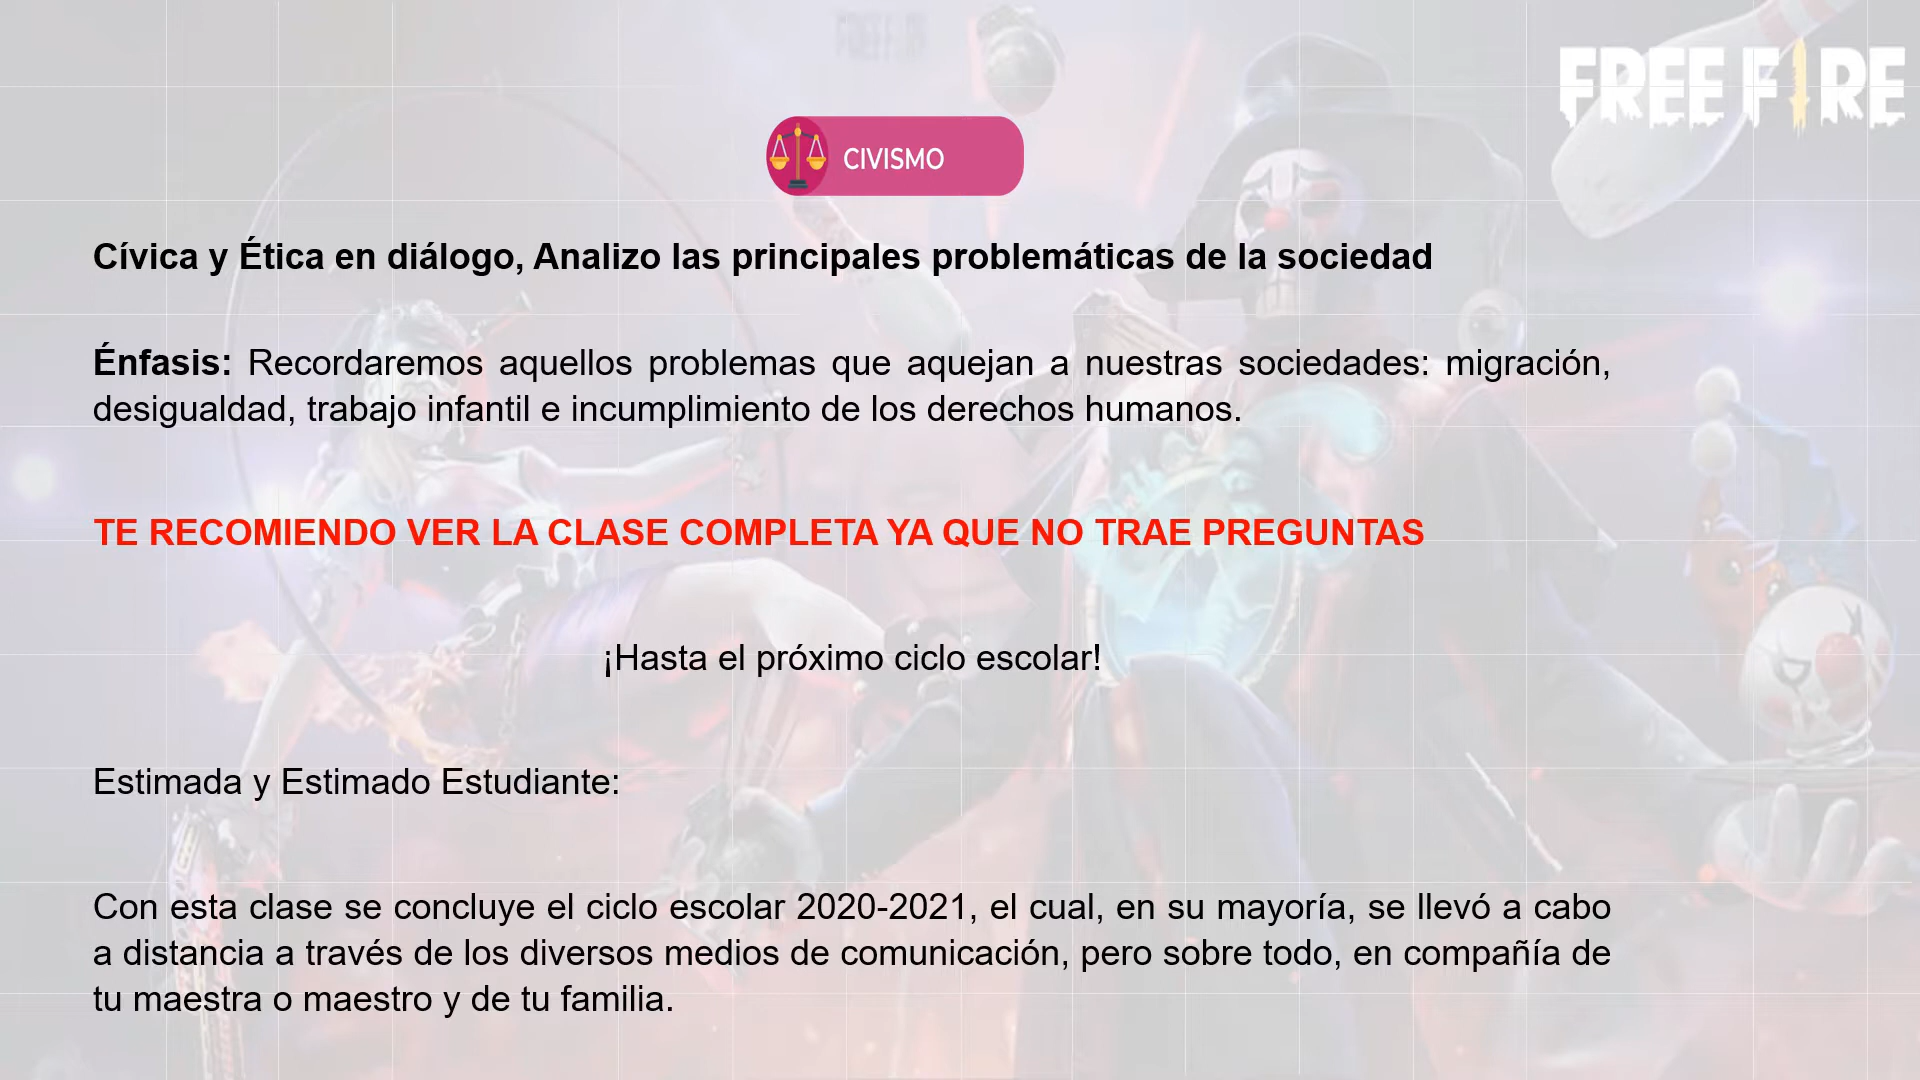 FREE FIRE
FREE FIRE
CIVISMO
Cívica y Ética en diálogo, Analizo las principales problemáticas de la sociedad
Énfasis: Recordaremos aquellos problemas que aquejan a nuestras sociedades: migración,
desigualdad, trabajo infantil e incumplimiento de los derechos humanos.
TE RECOMIENDO VER LA CLASE COMPLETA YA QUE NO TRAE PREGUNTAS
¡Hasta el próximo ciclo escolar!
Estimada y Estimado Estudiante:
Con esta clase se concluye el ciclo escolar 2020-2021, el cual, en su mayoría, se llevó a cabo
a distancia a través de los diversos medios de comunicación, pero sobre todo, en compañía de
tu maestra o maestro y de tu familia.